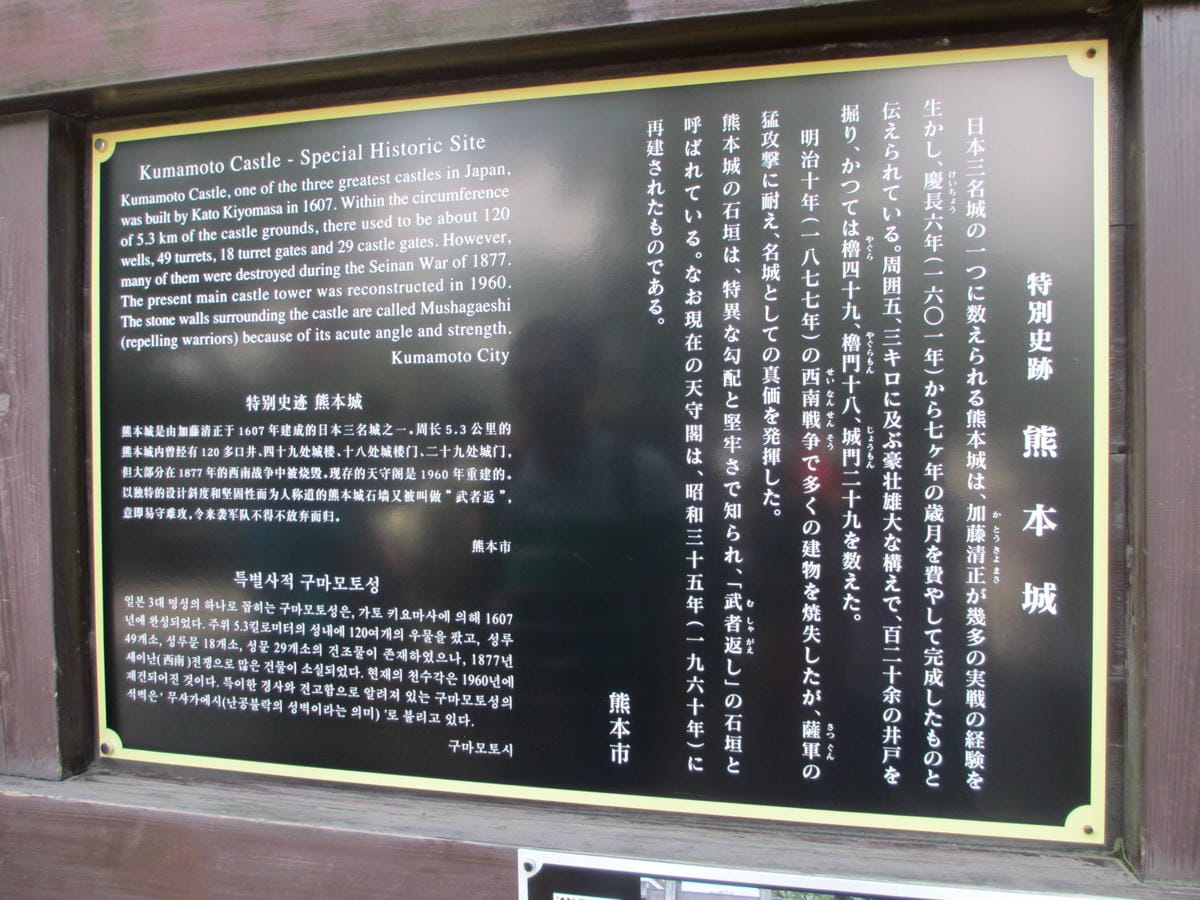 Kumamoto Castle - Special Historic Site
Kumamoto Castle, one of the three greatest castles in Japan,
was built by Kato Kiyomasa in 1607. Within the circumference
of 5.3 km of the castle grounds, there used to be about 120
wells, 49 turrets, 18 turret gates and 29 castle gates. However,
many of them were destroyed during the Seinan War of 1877.
The present main castle tower was reconstructed in 1960.
The stone walls surrounding the castle are called Mushagaeshi
(repelling warriors) because of its acute angle and strength.
Kumamoto City
特别史迹 熊本城
熊本城是由加藤清正于1607年建成的日本三名城之一。周长5.3公里的
熊本城内曾经有120多口井、四十九处城楼、十八处城楼门、二十九处城门,
但大部分在1877年的西南战争中被烧毁。现存的天守阁是1960年重建的。
以独特的设计斜度和坚固性而为人称道的熊本城石墙又被叫做“武者返”,
意即易守难攻,令来袭军队不得不放弃而归。
熊本市
특별사적 구마모토성
일본 3대 명성의 하나로 꼽히는 구마모토성은, 가토 키요마사에 의해 1607
년에 완성되었다. 주위 5.3킬로미터의 성내에 120여개의 우물을 팠고, 성루
49개소, 성루문 18개소, 성문 29개소의 건조물이 존재하였으나, 1877년
세이난(西南)전쟁으로 많은 건물이 소실되었다. 현재의 천수각은 1960년에
재건되어진 것이다. 특이한 경사와 견고함으로 알려져 있는 구마모토성의
석벽은 ‘ 무사가에시(난공불락의 성벽이라는 의미) ’로 불리고 있다.
구마모토시
特別史跡 熊本城
日本三名城の一つに数えられる熊本城は、加藤清正が幾多の実戦の経験を
生かし、慶長六年(一六〇一年)から七ヶ年の歳月を費やして完成したものと
伝えられている。周囲五、三キロに及ぶ豪壮雄大な構えで、百二十余の井戸を
掘り、かつては櫓四十九、櫓門十八、城門二十九を数えた。
明治十年(一八七七年)の西南戦争で多くの建物を焼失したが、薩軍の
猛攻撃に耐え、名城としての真価を発揮した。
熊本城の石垣は、特異な勾配と堅牢さで知られ、「武者返し」の石垣と
呼ばれている。なお現在の天守閣は、昭和三十五年(一九六十年)に
再建されたものである。
熊本市